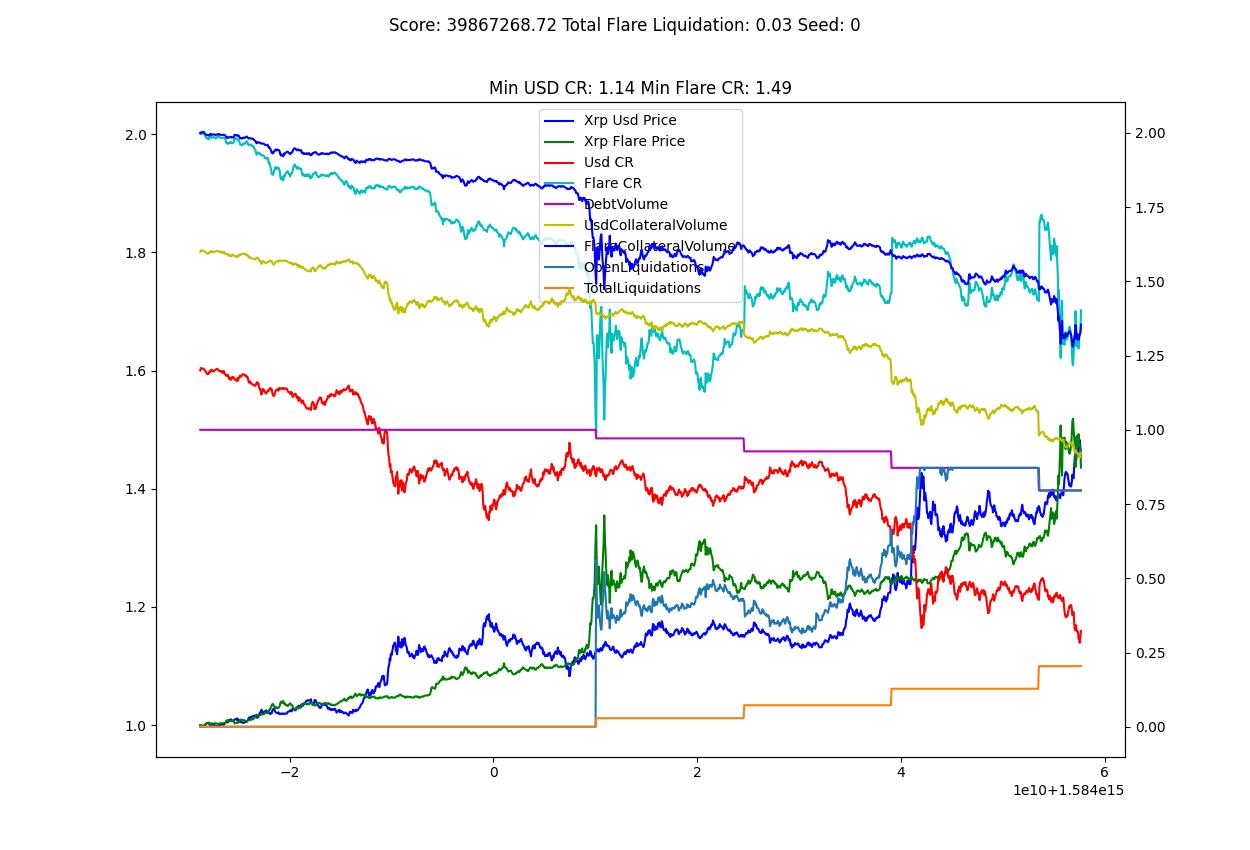 Score: 39867268.72 Total Flare Liquidation: 0.03 Seed: 0
Min USD CR: 1.14 Min Flare CR: 1.49
Xrp Usd Price
Xrp Flare Price
Usd CR
Flare CR
DebtVolume
UsdCollateralVolume
FlareCollateralVolume
OpenLiquidations
TotalLiquidations
2.0
1.8
1.6
1.4
1.2
1.0
2.00
1.75
1.50
1.25
1.00
0.75
0.50
0.25
0.00
−2
0
2
4
6
1e10+1.584e15